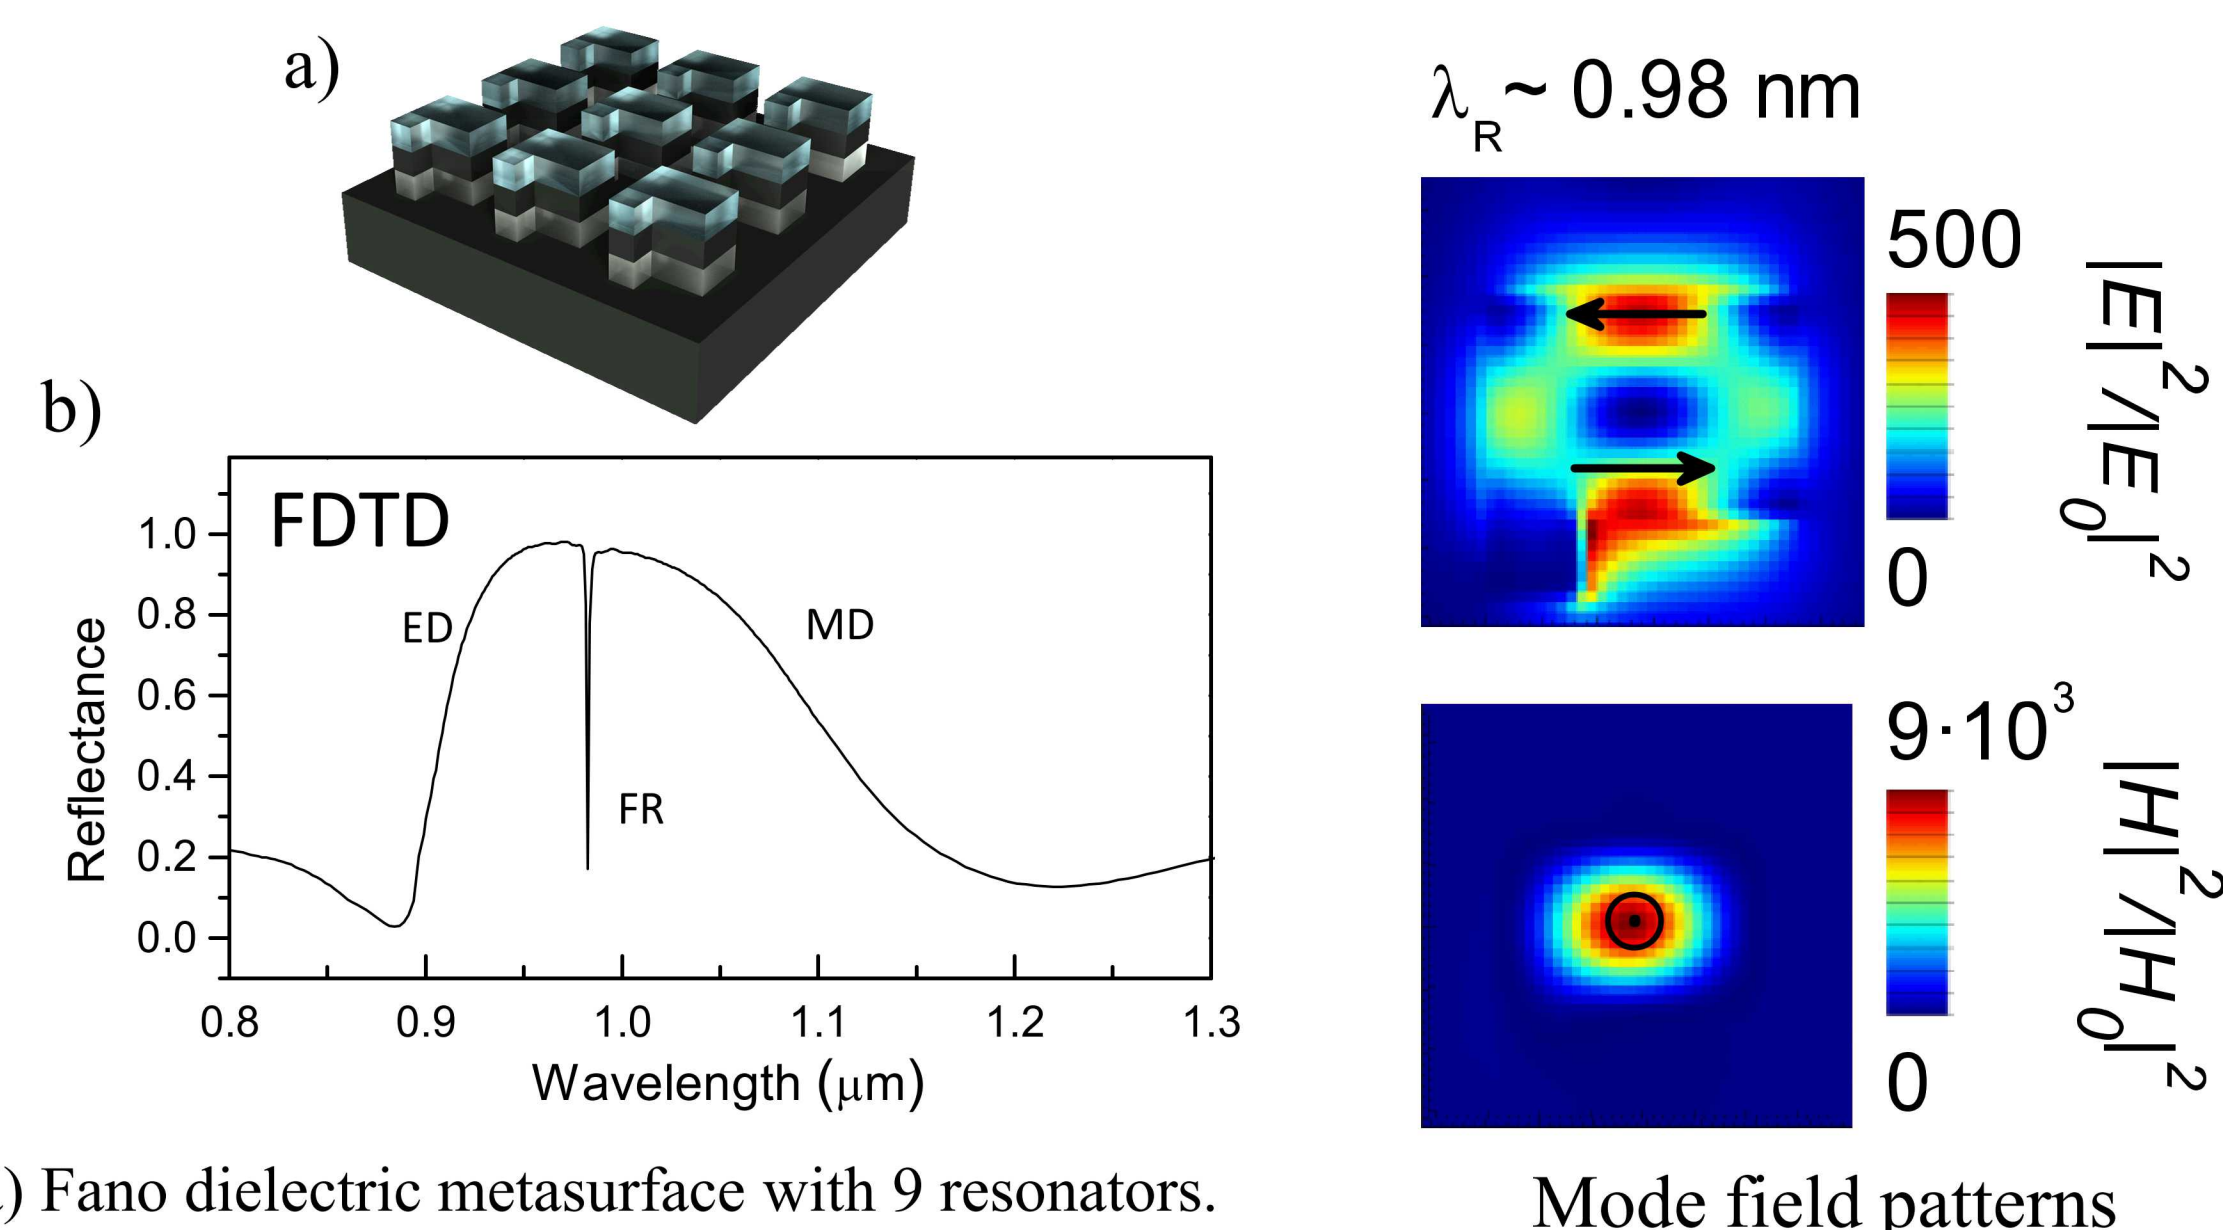 a)
b)
FDTD
ED
MD
FR
Reflectance
1.0
0.8
0.6
0.4
0.2
0.0
0.8 0.9 1.0 1.1 1.2 1.3
Wavelength (μm)
) Fano dielectric metasurface with 9 resonators.
λR ~ 0.98 nm
500
0
|E|²/|E₀|²
9·10³
0
|H|²/|H₀|²
Mode field patterns